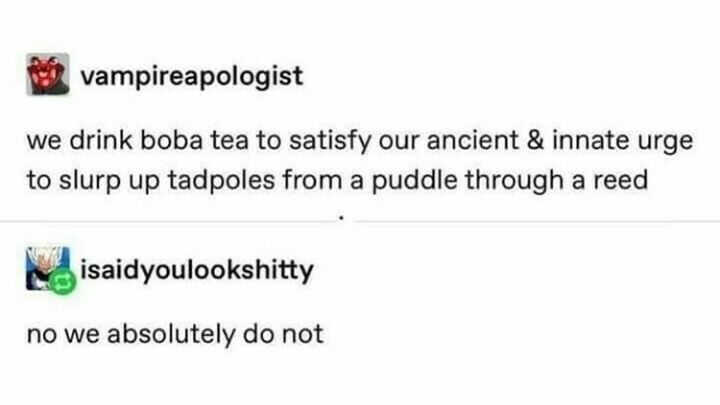 vampireapologist
we drink boba tea to satisfy our ancient & innate urge
to slurp up tadpoles from a puddle through a reed
isaidyoulookshitty
no we absolutely do not